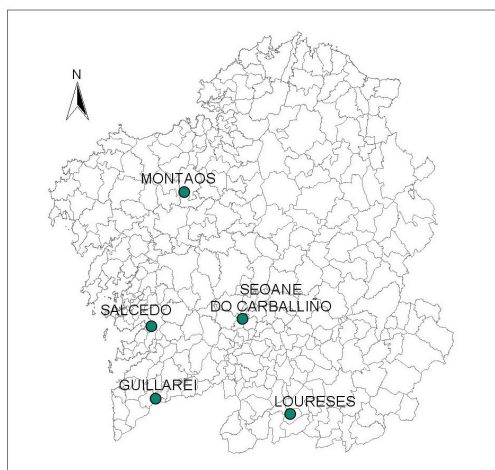 N
MONTAOS
SEOANE
DO CARBALLIÑO
SALCEDO
GUILLAREI
LOURESES